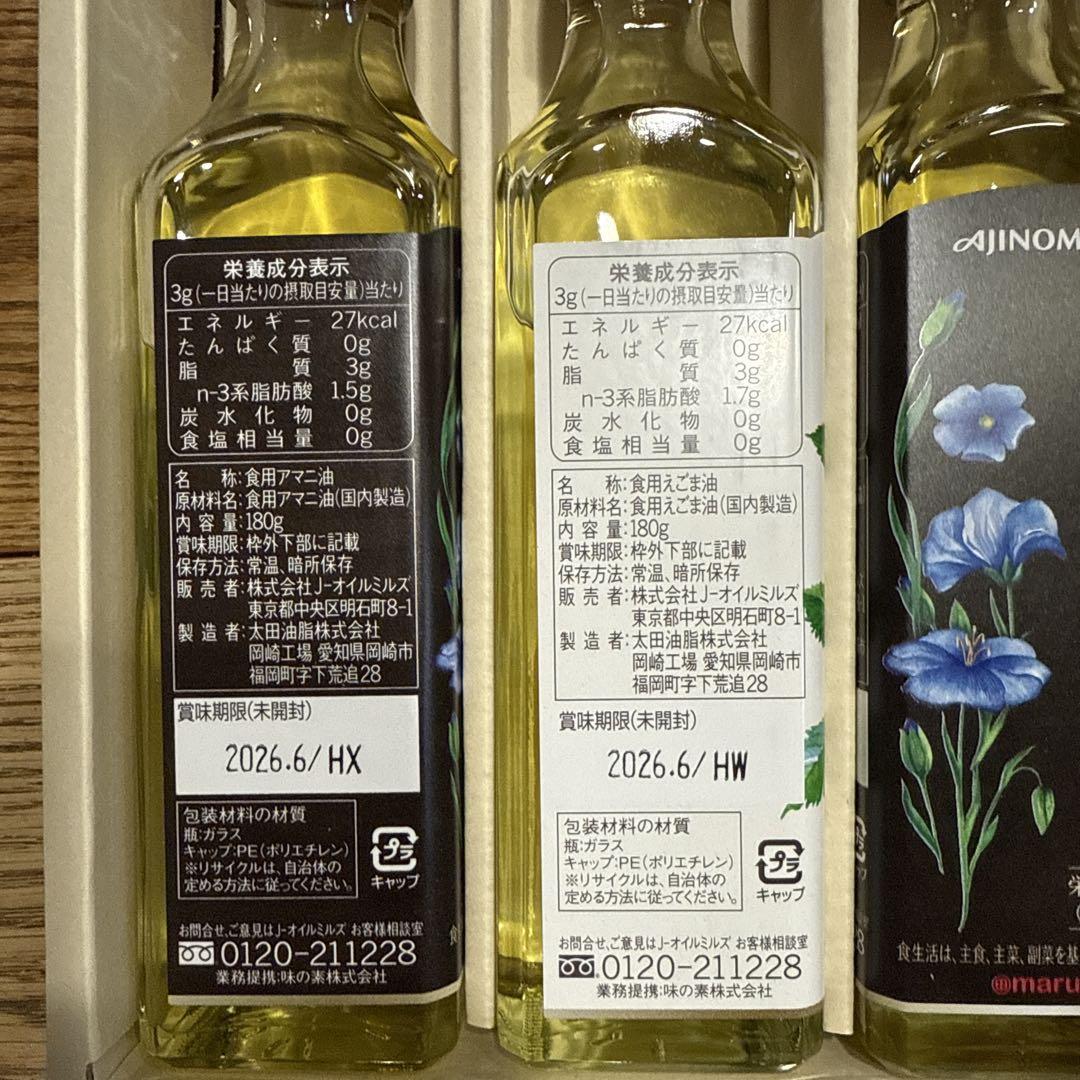 栄養成分表示
3g(一日当たりの摂取目安量)当たり
エネルギー 27kcal
たんぱく質 0g
脂質 3g
n-3系脂肪酸 1.5g
炭水化物 0g
食塩相当量 0g
名称:食用アマニ油
原材料名:食用アマニ油(国内製造)
内容量:180g
賞味期限:枠外下部に記載
保存方法:常温、暗所保存
販売者:株式会社J-オイルミルズ
東京都中央区明石町8-1
製造者:太田油脂株式会社
岡崎工場 愛知県岡崎市
福岡町字下荒追28
賞味期限(未開封)
2026.6/HX
包装材料の材質
瓶:ガラス
キャップ:PE(ポリエチレン)
※リサイクルは、自治体の
定める方法に従ってください。
プラ
キャップ
お問合せ、ご意見はJ-オイルミルズ お客様相談室
0120-211228
業務提携:味の素株式会社
栄養成分表示
3g(一日当たりの摂取目安量)当たり
エネルギー 27kcal
たんぱく質 0g
脂質 3g
n-3系脂肪酸 1.7g
炭水化物 0g
食塩相当量 0g
名称:食用えごま油
原材料名:食用えごま油(国内製造)
内容量:180g
賞味期限:枠外下部に記載
保存方法:常温、暗所保存
販売者:株式会社J-オイルミルズ
東京都中央区明石町8-1
製造者:太田油脂株式会社
岡崎工場 愛知県岡崎市
福岡町字下荒追28
賞味期限(未開封)
2026.6/HW
包装材料の材質
瓶:ガラス
キャップ:PE(ポリエチレン)
※リサイクルは、自治体の
定める方法に従ってください。
プラ
キャップ
お問合せ、ご意見はJ-オイルミルズ お客様相談室
0120-211228
業務提携:味の素株式会社
AJINOM
食生活は、主食、主菜、副菜を基
maru